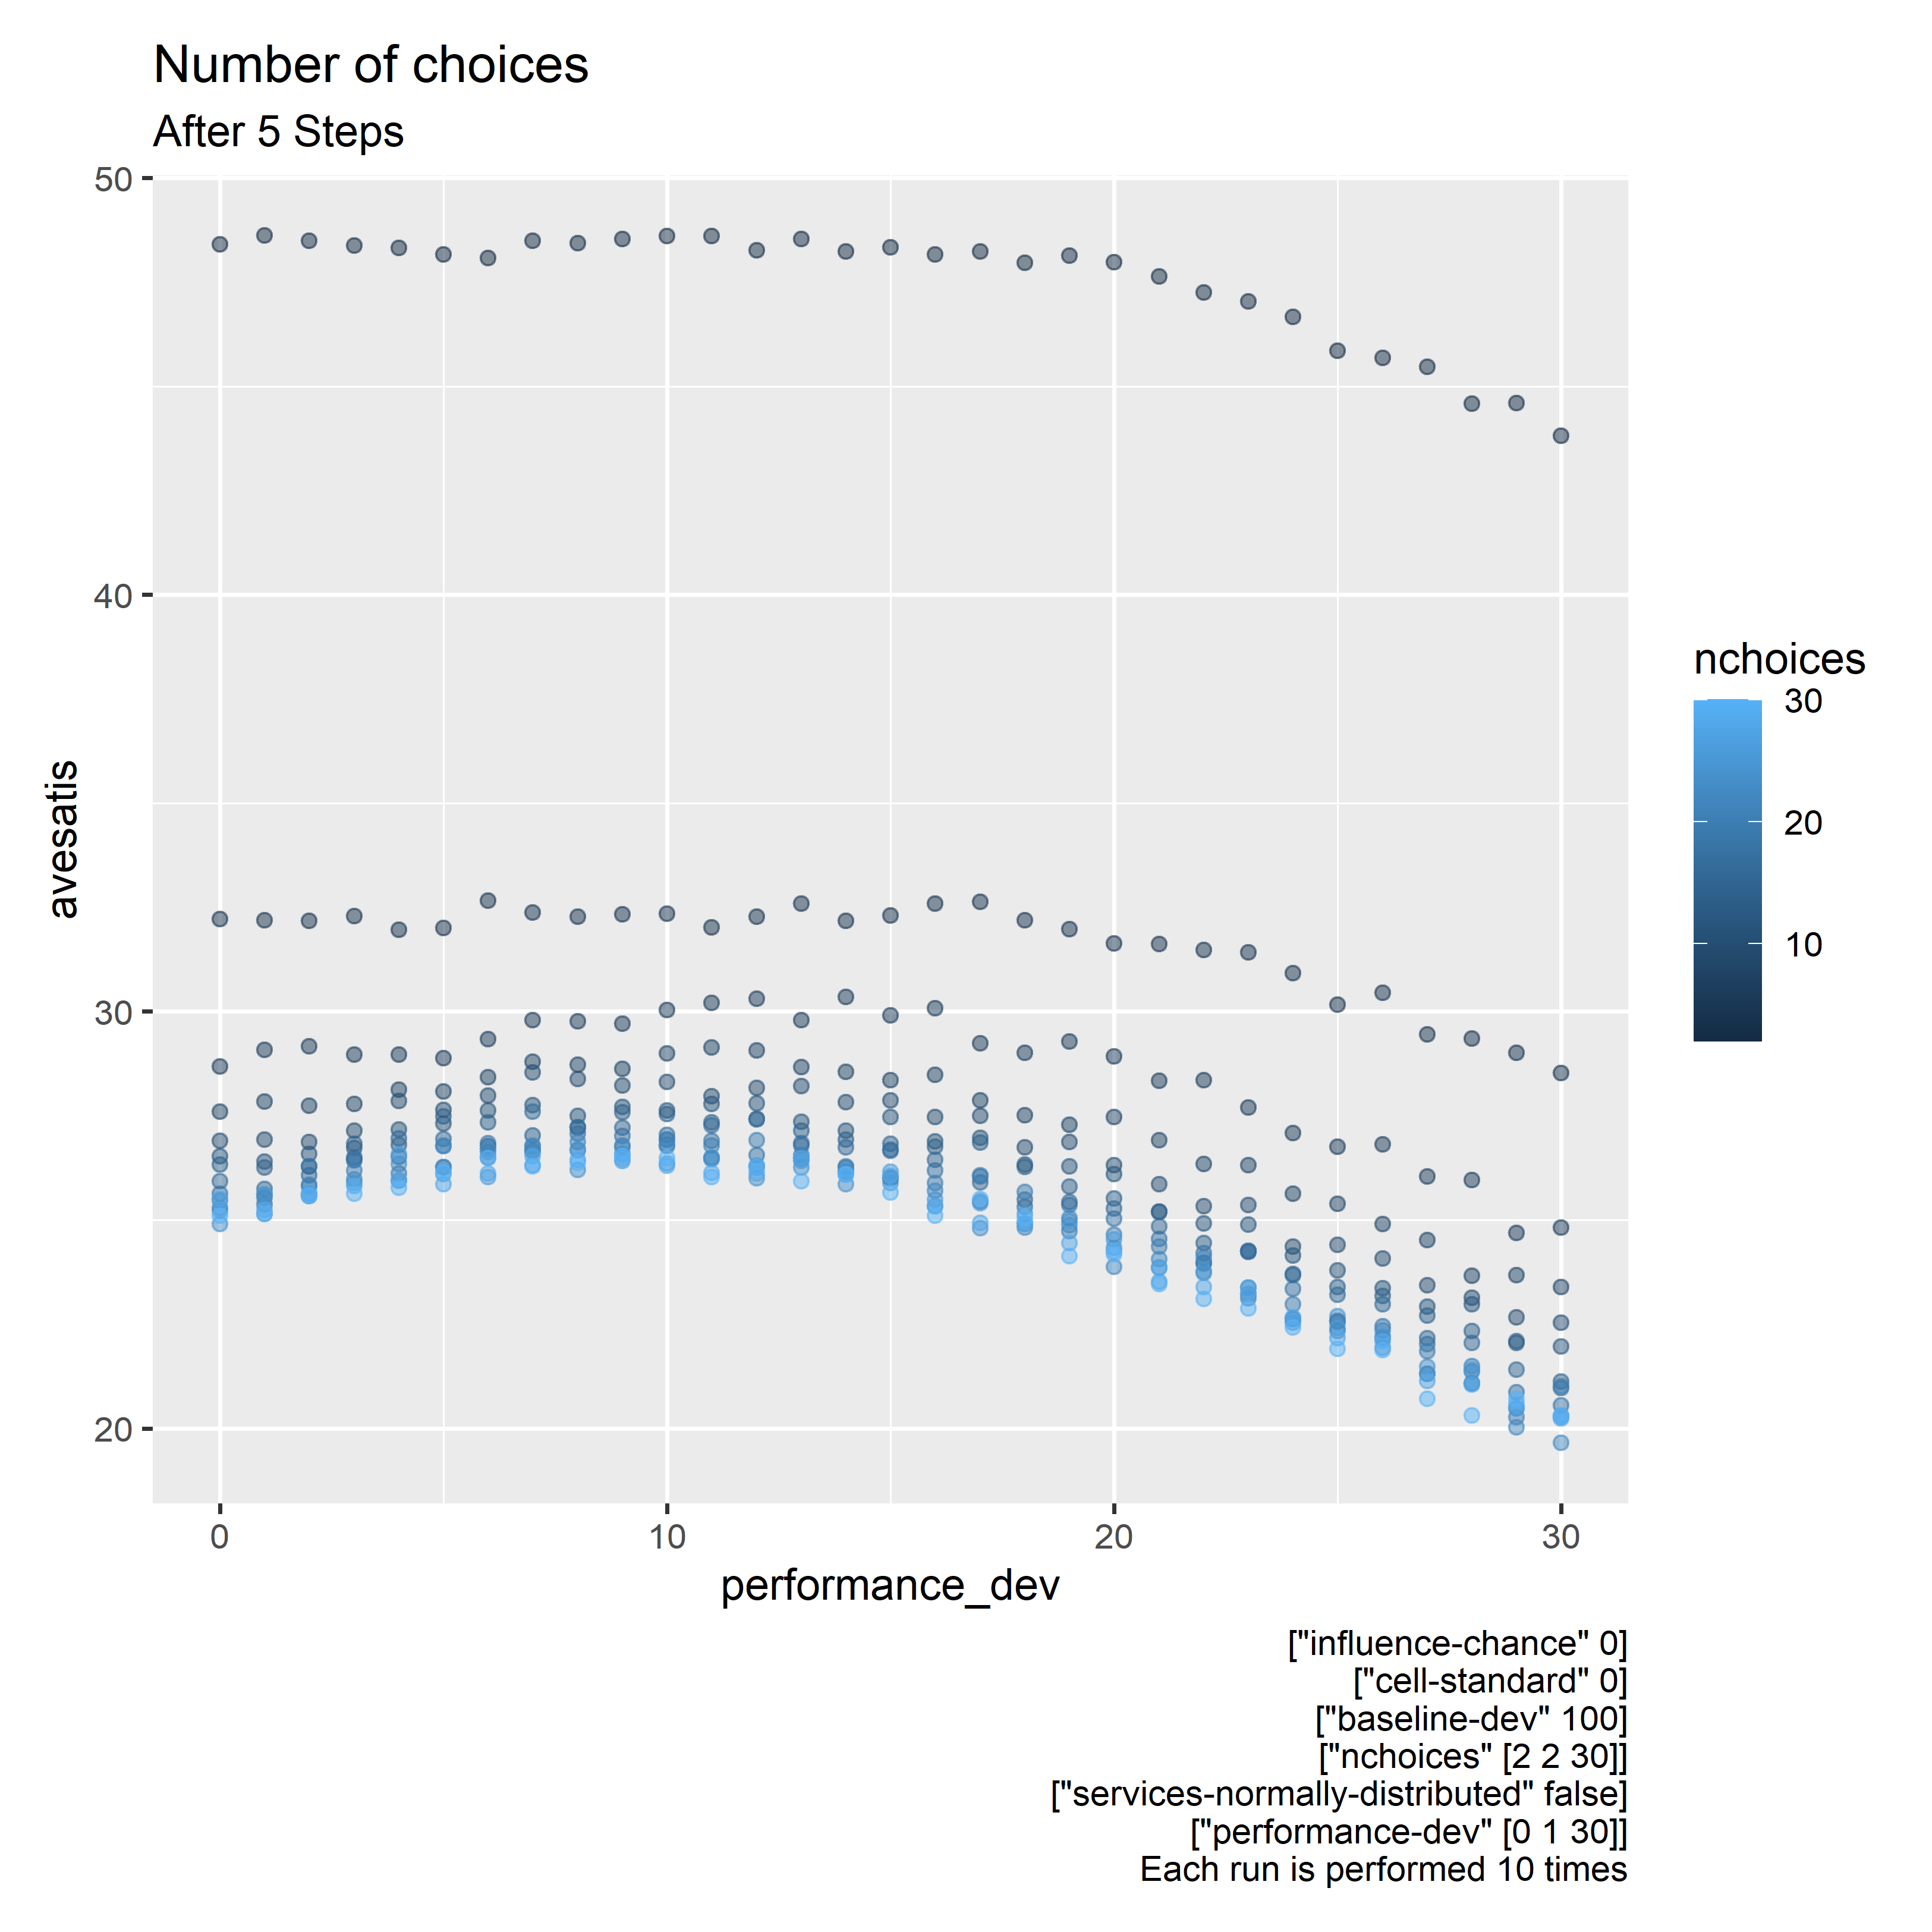 Number of choices
After 5 Steps
50
40
30
20
avesatis
0
10
20
30
performance_dev
nchoices
30
20
10
["influence-chance" 0]
["cell-standard" 0]
["baseline-dev" 100]
["nchoices" [2 2 30]]
["services-normally-distributed" false]
["performance-dev" [0 1 30]]
Each run is performed 10 times